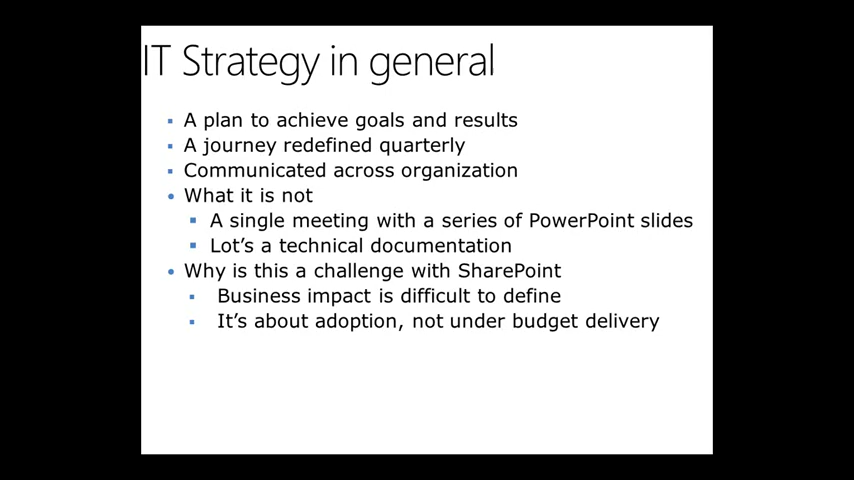 IT Strategy in general
A plan to achieve goals and results
A journey redefined quarterly
Communicated across organization
What it is not
A single meeting with a series of PowerPoint slides
Lot's a technical documentation
Why is this a challenge with SharePoint
Business impact is difficult to define
It's about adoption, not under budget delivery